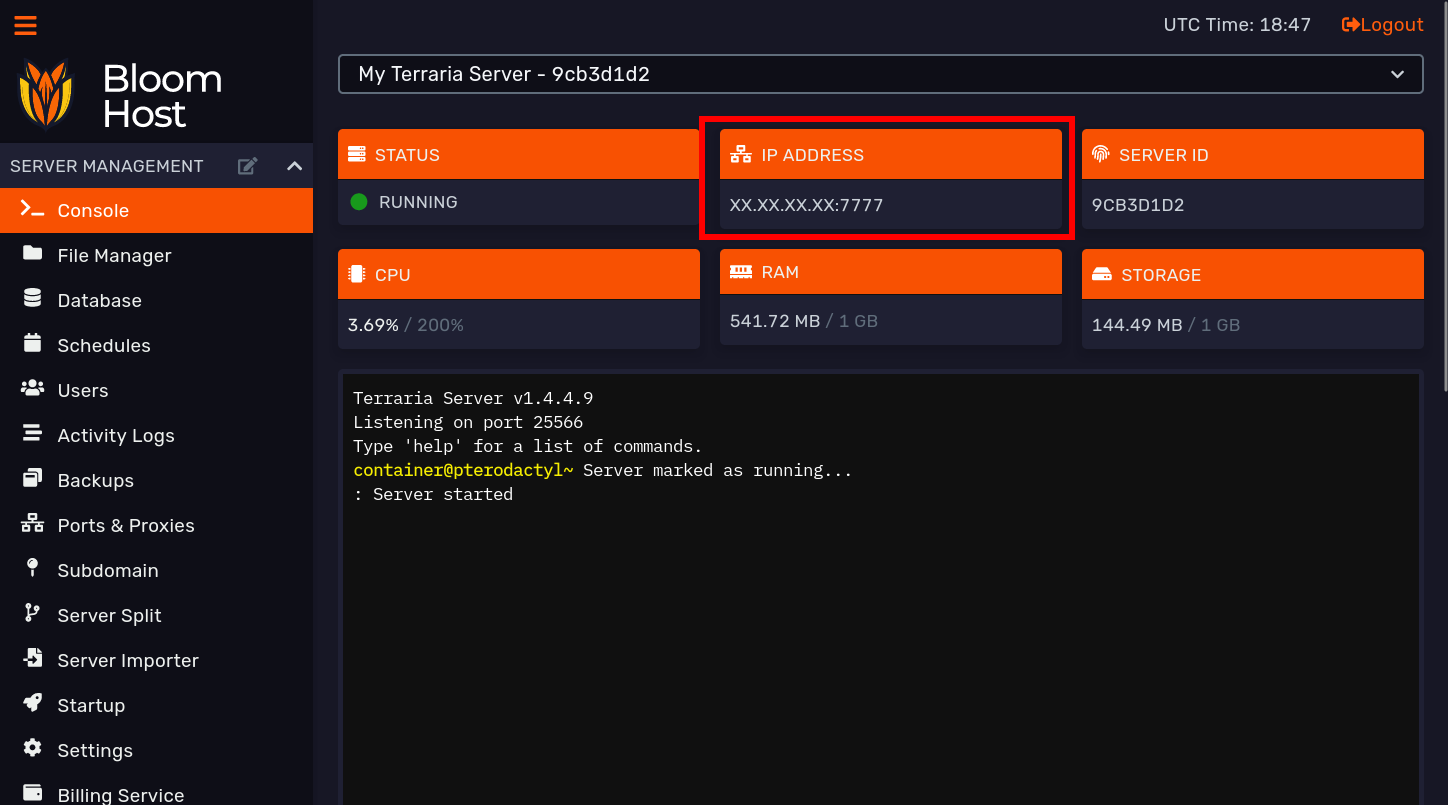 UTC Time: 18:47
Logout
Bloom
Host
My Terraria Server - 9cb3d1d2
SERVER MANAGEMENT
Console
File Manager
Database
Schedules
Users
Activity Logs
Backups
Ports & Proxies
Subdomain
Server Split
Server Importer
Startup
Settings
Billing Service
STATUS
RUNNING
IP ADDRESS
XX.XX.XX.XX:7777
SERVER ID
9CB3D1D2
CPU
3.69% / 200%
RAM
541.72 MB / 1 GB
STORAGE
144.49 MB / 1 GB
Terraria Server v1.4.4.9
Listening on port 25566
Type 'help' for a list of commands.
container@pterodactyl~ Server marked as running...
: Server started